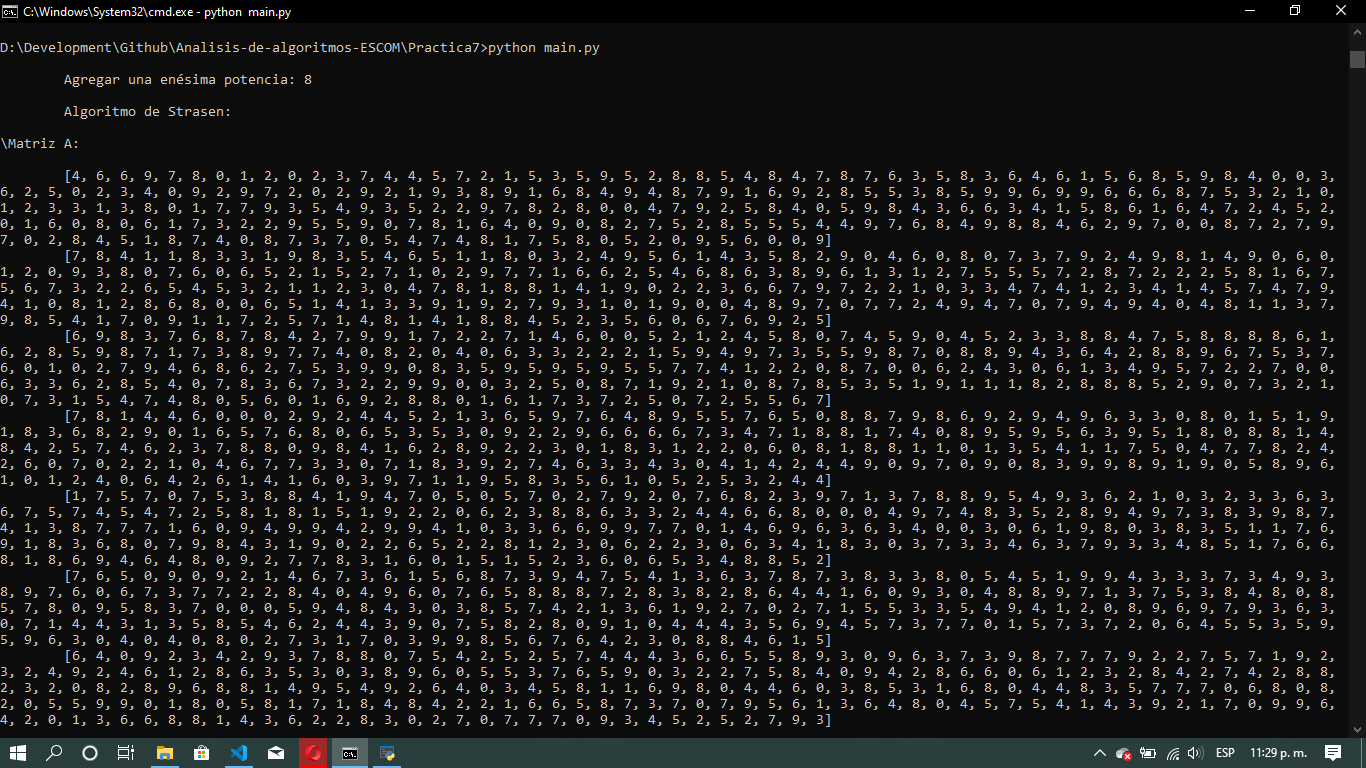 C:\Windows\System32\cmd.exe - python  main.py
D:\Development\Github\Analisis-de-algoritmos-ESCOM\Practica7>python main.py
Agregar una enésima potencia: 8
Algoritmo de Strasen:
\Matriz A:
[4, 6, 6, 9, 7, 8, 0, 1, 2, 0, 2, 3, 7, 4, 4, 5, 7, 2, 1, 5, 3, 5, 9, 5, 2, 8, 8, 5, 4, 8, 4, 7, 8, 7, 6, 3, 5, 8, 3, 6, 4, 6, 1, 5, 6, 8, 5, 9, 8, 4, 0, 0, 3,
6, 2, 5, 0, 2, 3, 4, 0, 9, 2, 9, 7, 2, 0, 2, 9, 2, 1, 9, 3, 8, 9, 1, 6, 8, 4, 9, 4, 8, 7, 9, 1, 8, 5, 5, 3, 8, 5, 9, 6, 9, 9, 6, 6, 6, 8, 7, 5, 3, 2, 1, 0,
1, 2, 3, 3, 1, 3, 8, 0, 1, 7, 7, 9, 3, 5, 4, 9, 3, 5, 2, 2, 9, 7, 8, 2, 8, 0, 0, 4, 7, 9, 2, 5, 8, 4, 0, 5, 9, 8, 4, 3, 6, 6, 3, 4, 1, 5, 8, 6, 1, 6, 4, 7, 2, 4, 5, 2,
0, 1, 6, 0, 8, 0, 6, 1, 7, 3, 2, 2, 9, 5, 5, 9, 0, 7, 8, 1, 6, 4, 0, 9, 0, 8, 2, 7, 5, 2, 8, 5, 5, 4, 4, 9, 7, 6, 8, 4, 9, 8, 8, 4, 6, 2, 9, 7, 0, 0, 8, 7, 2, 7, 9,
7, 0, 2, 8, 4, 5, 1, 8, 7, 4, 0, 8, 7, 3, 7, 0, 5, 4, 7, 4, 8, 1, 7, 5, 8, 0, 5, 2, 0, 9, 5, 6, 0, 0, 9]
[7, 8, 4, 1, 1, 8, 3, 3, 1, 9, 8, 3, 5, 4, 6, 5, 1, 1, 8, 0, 3, 2, 4, 9, 5, 6, 1, 4, 3, 5, 8, 2, 9, 0, 4, 6, 0, 8, 0, 7, 3, 7, 9, 2, 4, 9, 8, 1, 4, 9, 0, 6, 0,
1, 2, 0, 9, 3, 8, 0, 7, 6, 0, 6, 5, 2, 1, 5, 2, 7, 1, 0, 2, 9, 7, 7, 1, 6, 6, 2, 5, 4, 6, 8, 6, 3, 8, 9, 6, 1, 3, 1, 2, 7, 5, 5, 5, 7, 2, 8, 7, 2, 2, 2, 5, 8, 1, 6, 7,
5, 6, 7, 3, 2, 2, 6, 5, 4, 5, 3, 2, 1, 1, 2, 3, 0, 4, 7, 8, 1, 8, 8, 1, 4, 1, 9, 0, 2, 2, 3, 6, 6, 7, 9, 7, 2, 2, 1, 0, 3, 3, 4, 7, 4, 1, 2, 3, 4, 1, 4, 5, 7, 4, 7, 9,
4, 1, 0, 8, 1, 2, 8, 6, 8, 0, 0, 6, 5, 1, 4, 1, 3, 3, 9, 1, 9, 2, 7, 9, 3, 1, 0, 1, 9, 0, 0, 4, 8, 9, 7, 0, 7, 7, 2, 4, 9, 4, 7, 0, 7, 9, 4, 9, 4, 0, 4, 8, 1, 1, 3, 7,
9, 8, 5, 4, 1, 7, 0, 9, 1, 1, 7, 2, 5, 7, 1, 4, 8, 1, 4, 1, 8, 8, 4, 5, 2, 3, 5, 6, 0, 6, 7, 6, 9, 2, 5]
[6, 9, 8, 3, 7, 6, 8, 7, 8, 4, 2, 7, 9, 9, 1, 7, 2, 2, 7, 1, 4, 6, 0, 0, 5, 2, 1, 2, 4, 5, 8, 0, 7, 4, 5, 9, 0, 4, 5, 2, 3, 3, 8, 8, 4, 7, 5, 8, 8, 8, 8, 6, 1,
6, 2, 8, 5, 9, 8, 7, 1, 7, 3, 8, 9, 7, 7, 4, 0, 8, 2, 0, 4, 0, 6, 3, 3, 2, 2, 2, 1, 5, 9, 4, 9, 7, 3, 5, 5, 9, 8, 7, 0, 8, 8, 9, 4, 3, 6, 4, 2, 8, 8, 9, 6, 7, 5, 3, 7,
6, 0, 1, 0, 2, 7, 9, 4, 6, 8, 6, 2, 7, 5, 3, 9, 9, 0, 8, 3, 5, 9, 5, 9, 5, 9, 5, 5, 7, 7, 4, 1, 2, 2, 0, 8, 7, 0, 0, 6, 2, 4, 3, 0, 6, 1, 3, 4, 9, 5, 7, 2, 2, 7, 0, 0,
6, 3, 3, 6, 2, 8, 5, 4, 0, 7, 8, 3, 6, 7, 3, 2, 2, 9, 9, 0, 0, 3, 2, 5, 0, 8, 7, 1, 9, 2, 1, 0, 8, 7, 8, 5, 3, 5, 1, 9, 1, 1, 1, 8, 2, 8, 8, 8, 5, 2, 9, 0, 7, 3, 2, 1,
0, 7, 3, 1, 5, 4, 7, 4, 8, 0, 5, 6, 0, 1, 6, 9, 2, 8, 8, 0, 1, 6, 1, 7, 3, 7, 2, 5, 0, 7, 2, 5, 5, 6, 7]
[7, 8, 1, 4, 4, 6, 0, 0, 0, 2, 9, 2, 4, 4, 5, 2, 1, 3, 6, 5, 9, 7, 6, 4, 8, 9, 5, 5, 7, 6, 5, 0, 8, 8, 7, 9, 8, 6, 9, 2, 9, 4, 9, 6, 3, 3, 0, 8, 0, 1, 5, 1, 9,
1, 8, 3, 6, 8, 2, 9, 0, 1, 6, 5, 7, 6, 8, 0, 6, 5, 3, 5, 3, 0, 9, 2, 2, 9, 6, 6, 6, 6, 7, 3, 4, 7, 1, 8, 8, 1, 7, 4, 0, 8, 9, 5, 9, 5, 6, 3, 9, 5, 1, 8, 0, 8, 8, 1, 4,
8, 4, 2, 5, 7, 4, 6, 2, 3, 7, 8, 8, 0, 9, 8, 4, 1, 6, 2, 8, 9, 2, 2, 3, 0, 1, 8, 3, 1, 2, 2, 0, 6, 0, 8, 1, 8, 8, 1, 1, 0, 1, 3, 5, 4, 1, 1, 7, 5, 0, 4, 7, 7, 8, 2, 4,
2, 6, 0, 7, 0, 2, 2, 1, 0, 4, 6, 7, 7, 3, 3, 0, 7, 1, 8, 3, 9, 2, 7, 4, 6, 3, 3, 4, 3, 0, 4, 1, 4, 2, 4, 4, 9, 0, 9, 7, 0, 9, 0, 8, 3, 9, 9, 8, 9, 1, 9, 0, 5, 8, 9, 6,
1, 0, 1, 2, 4, 0, 6, 4, 2, 6, 1, 4, 1, 6, 0, 3, 9, 7, 1, 1, 9, 5, 8, 3, 5, 6, 1, 0, 5, 2, 5, 3, 2, 4, 4]
[1, 7, 5, 7, 0, 7, 5, 3, 8, 8, 4, 1, 9, 4, 7, 0, 5, 0, 5, 7, 0, 2, 7, 9, 2, 0, 7, 6, 8, 2, 3, 9, 7, 1, 3, 7, 8, 8, 9, 5, 4, 9, 3, 6, 2, 1, 0, 3, 2, 3, 3, 6, 3,
6, 7, 5, 7, 4, 5, 4, 7, 2, 5, 8, 1, 8, 1, 5, 1, 9, 2, 2, 0, 6, 2, 3, 8, 8, 6, 3, 3, 2, 4, 4, 6, 6, 8, 0, 0, 0, 4, 9, 7, 4, 8, 3, 5, 2, 8, 9, 4, 9, 7, 3, 8, 3, 9, 8, 7,
4, 1, 3, 8, 7, 7, 7, 1, 6, 0, 9, 4, 9, 9, 4, 2, 9, 9, 4, 1, 0, 3, 3, 6, 6, 9, 9, 7, 7, 0, 1, 4, 6, 9, 6, 3, 6, 3, 4, 0, 0, 3, 0, 6, 1, 9, 8, 0, 3, 8, 3, 5, 1, 1, 7, 6,
9, 1, 8, 3, 6, 8, 0, 7, 9, 8, 4, 3, 1, 9, 0, 2, 2, 6, 5, 2, 2, 8, 1, 2, 3, 0, 6, 2, 2, 3, 0, 6, 3, 4, 1, 8, 3, 0, 3, 7, 3, 3, 4, 6, 3, 7, 9, 3, 3, 4, 8, 5, 1, 7, 6, 6,
8, 1, 8, 6, 9, 4, 6, 4, 8, 0, 9, 2, 7, 7, 8, 3, 1, 6, 0, 1, 5, 1, 5, 2, 3, 6, 0, 6, 5, 3, 4, 8, 8, 5, 2]
[7, 6, 5, 0, 9, 0, 9, 2, 1, 4, 6, 7, 3, 6, 1, 5, 6, 8, 7, 3, 9, 4, 7, 5, 4, 1, 3, 6, 3, 7, 8, 7, 3, 8, 3, 3, 8, 0, 5, 4, 5, 1, 9, 9, 4, 3, 3, 3, 7, 3, 4, 9, 3,
8, 9, 7, 6, 0, 6, 7, 3, 7, 7, 2, 2, 8, 4, 0, 4, 9, 6, 0, 7, 6, 5, 8, 8, 8, 7, 2, 8, 3, 8, 2, 8, 6, 4, 4, 1, 6, 0, 9, 3, 0, 4, 8, 8, 9, 7, 1, 3, 7, 5, 3, 8, 4, 8, 0, 8,
5, 7, 8, 0, 9, 5, 8, 3, 7, 0, 0, 0, 5, 9, 4, 8, 4, 3, 0, 3, 8, 5, 7, 4, 2, 1, 3, 6, 1, 9, 2, 7, 0, 2, 7, 1, 5, 5, 3, 3, 5, 4, 9, 4, 1, 2, 0, 8, 9, 6, 9, 7, 9, 3, 6, 3,
0, 7, 1, 4, 4, 3, 1, 3, 5, 8, 5, 4, 6, 2, 4, 4, 3, 9, 0, 7, 5, 8, 2, 8, 0, 9, 1, 0, 4, 4, 4, 3, 5, 6, 9, 4, 5, 7, 3, 7, 7, 0, 1, 5, 7, 3, 7, 2, 0, 6, 4, 5, 5, 3, 5, 9,
5, 9, 6, 3, 0, 4, 0, 4, 0, 8, 0, 2, 7, 3, 1, 7, 0, 3, 9, 9, 8, 5, 6, 7, 6, 4, 2, 3, 0, 8, 8, 4, 6, 1, 5]
[6, 4, 0, 9, 2, 3, 4, 2, 9, 3, 7, 8, 8, 0, 7, 5, 4, 2, 5, 2, 5, 7, 4, 4, 4, 3, 6, 6, 5, 5, 8, 9, 3, 0, 9, 6, 3, 7, 3, 9, 8, 7, 7, 7, 9, 2, 2, 7, 5, 7, 1, 9, 2,
3, 2, 4, 9, 2, 4, 6, 1, 2, 8, 6, 3, 5, 3, 0, 3, 8, 9, 6, 0, 5, 5, 3, 7, 6, 5, 9, 0, 3, 2, 2, 7, 5, 8, 4, 0, 9, 4, 2, 8, 6, 6, 0, 6, 1, 2, 3, 2, 8, 4, 2, 7, 4, 2, 8, 8,
2, 3, 2, 0, 8, 2, 8, 9, 6, 8, 8, 1, 4, 9, 5, 4, 9, 2, 6, 4, 0, 3, 4, 5, 8, 1, 1, 6, 9, 8, 0, 4, 4, 6, 0, 3, 8, 5, 3, 1, 6, 8, 0, 4, 4, 8, 3, 5, 7, 7, 7, 0, 6, 8, 0, 8,
2, 0, 5, 5, 9, 9, 0, 1, 8, 0, 5, 8, 1, 7, 1, 8, 4, 8, 4, 2, 1, 6, 6, 5, 8, 7, 3, 7, 0, 7, 9, 5, 6, 1, 3, 6, 4, 8, 0, 4, 5, 7, 5, 4, 1, 4, 3, 9, 2, 1, 7, 0, 9, 9, 6,
4, 2, 0, 1, 3, 6, 6, 8, 8, 1, 4, 3, 6, 2, 2, 8, 3, 0, 2, 7, 0, 7, 7, 7, 0, 9, 3, 4, 5, 2, 5, 2, 7, 9, 3]
ESP
11:29 p. m.